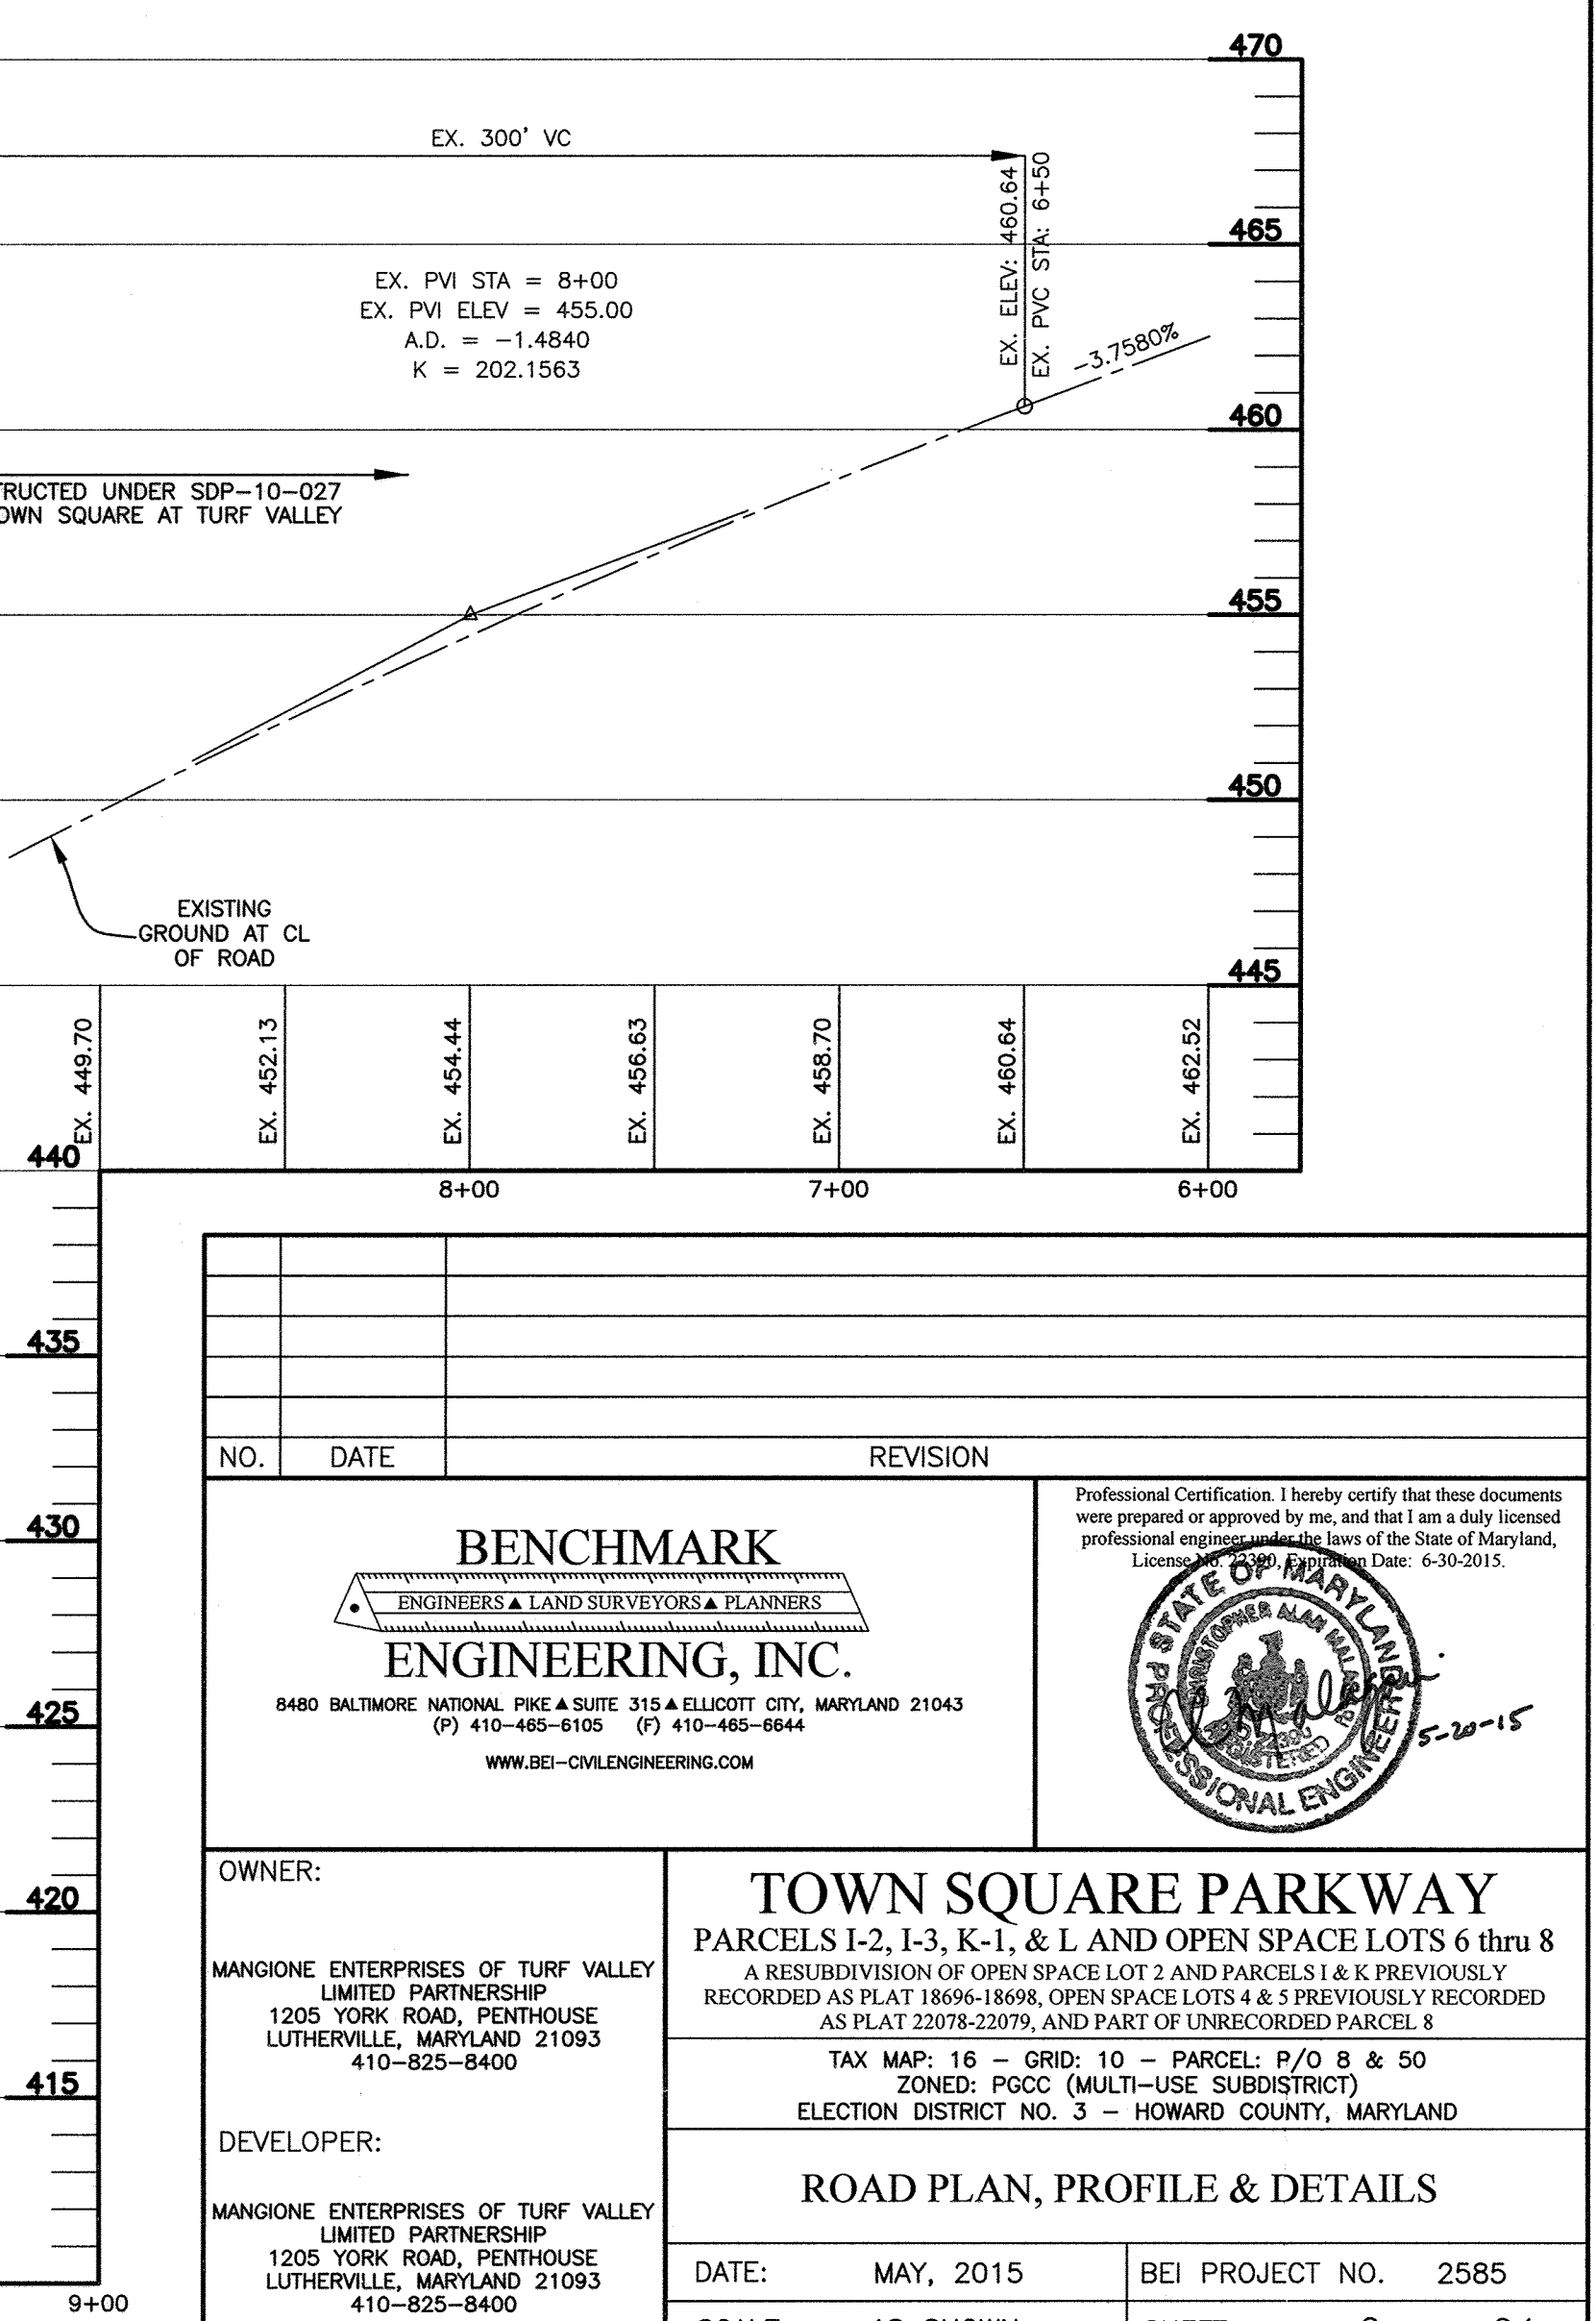 470
EX. 300' VC
EX. ELEV: 460.64
EX. PVC STA: 6+50
465
EX. PVI STA = 8+00
EX. PVI ELEV = 455.00
A.D. = -1.4840
K = 202.1563
-3.7580%
460
TRUCTED UNDER SDP-10-027
OWN SQUARE AT TURF VALLEY
455
450
EXISTING
GROUND AT CL
OF ROAD
445
EX. 449.70
EX. 452.13
EX. 454.44
EX. 456.63
EX. 458.70
EX. 460.64
EX. 462.52
440
8+00
7+00
6+00
435
NO. DATE REVISION
430
Professional Certification. I hereby certify that these documents
were prepared or approved by me, and that I am a duly licensed
professional engineer under the laws of the State of Maryland,
License No. 22390, Expiration Date: 6-30-2015.
BENCHMARK
ENGINEERS▲LAND SURVEYORS▲PLANNERS
ENGINEERING, INC.
8480 BALTIMORE NATIONAL PIKE▲SUITE 315▲ELLICOTT CITY, MARYLAND 21043
(P) 410-465-6105 (F) 410-465-6644
WWW.BEI-CIVILENGINEERING.COM
STATE OF MARYLAND
CHRISTOPHER ALAN
REGISTERED
PROFESSIONAL ENGINEER
5-20-15
425
420
OWNER:
MANGIONE ENTERPRISES OF TURF VALLEY
LIMITED PARTNERSHIP
1205 YORK ROAD, PENTHOUSE
LUTHERVILLE, MARYLAND 21093
410-825-8400
415
DEVELOPER:
MANGIONE ENTERPRISES OF TURF VALLEY
LIMITED PARTNERSHIP
1205 YORK ROAD, PENTHOUSE
LUTHERVILLE, MARYLAND 21093
410-825-8400
9+00
TOWN SQUARE PARKWAY
PARCELS I-2, I-3, K-1, & L AND OPEN SPACE LOTS 6 thru 8
A RESUBDIVISION OF OPEN SPACE LOT 2 AND PARCELS I & K PREVIOUSLY
RECORDED AS PLAT 18696-18698, OPEN SPACE LOTS 4 & 5 PREVIOUSLY RECORDED
AS PLAT 22078-22079, AND PART OF UNRECORDED PARCEL 8
TAX MAP: 16 - GRID: 10 - PARCEL: P/O 8 & 50
ZONED: PGCC (MULTI-USE SUBDISTRICT)
ELECTION DISTRICT NO. 3 - HOWARD COUNTY, MARYLAND
ROAD PLAN, PROFILE & DETAILS
DATE: MAY, 2015
BEI PROJECT NO. 2585